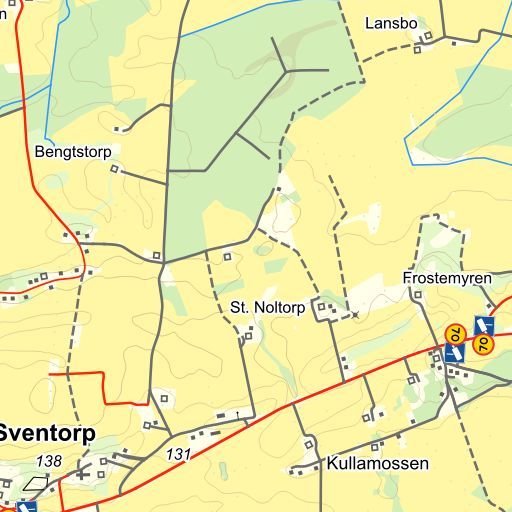 n
Lansbo
Bengtstorp
Frostemyren
St. Noltorp
70
70
Sventorp
138
131
Kullamossen